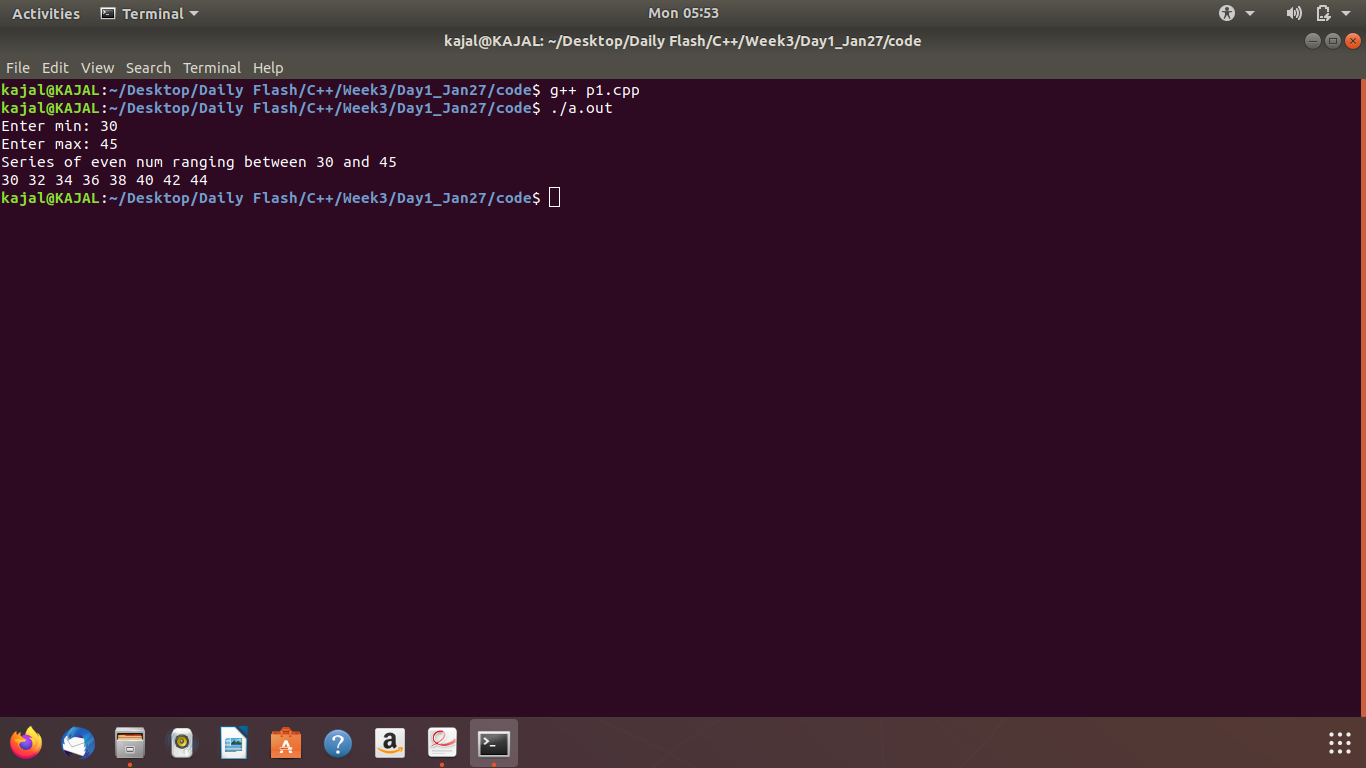 Activities Terminal Mon 05:53
kajal@KAJAL: ~/Desktop/Daily Flash/C++/Week3/Day1_Jan27/code
File Edit View Search Terminal Help
kajal@KAJAL:~/Desktop/Daily Flash/C++/Week3/Day1_Jan27/code$ g++ p1.cpp
kajal@KAJAL:~/Desktop/Daily Flash/C++/Week3/Day1_Jan27/code$ ./a.out
Enter min: 30
Enter max: 45
Series of even num ranging between 30 and 45
30 32 34 36 38 40 42 44
kajal@KAJAL:~/Desktop/Daily Flash/C++/Week3/Day1_Jan27/code$